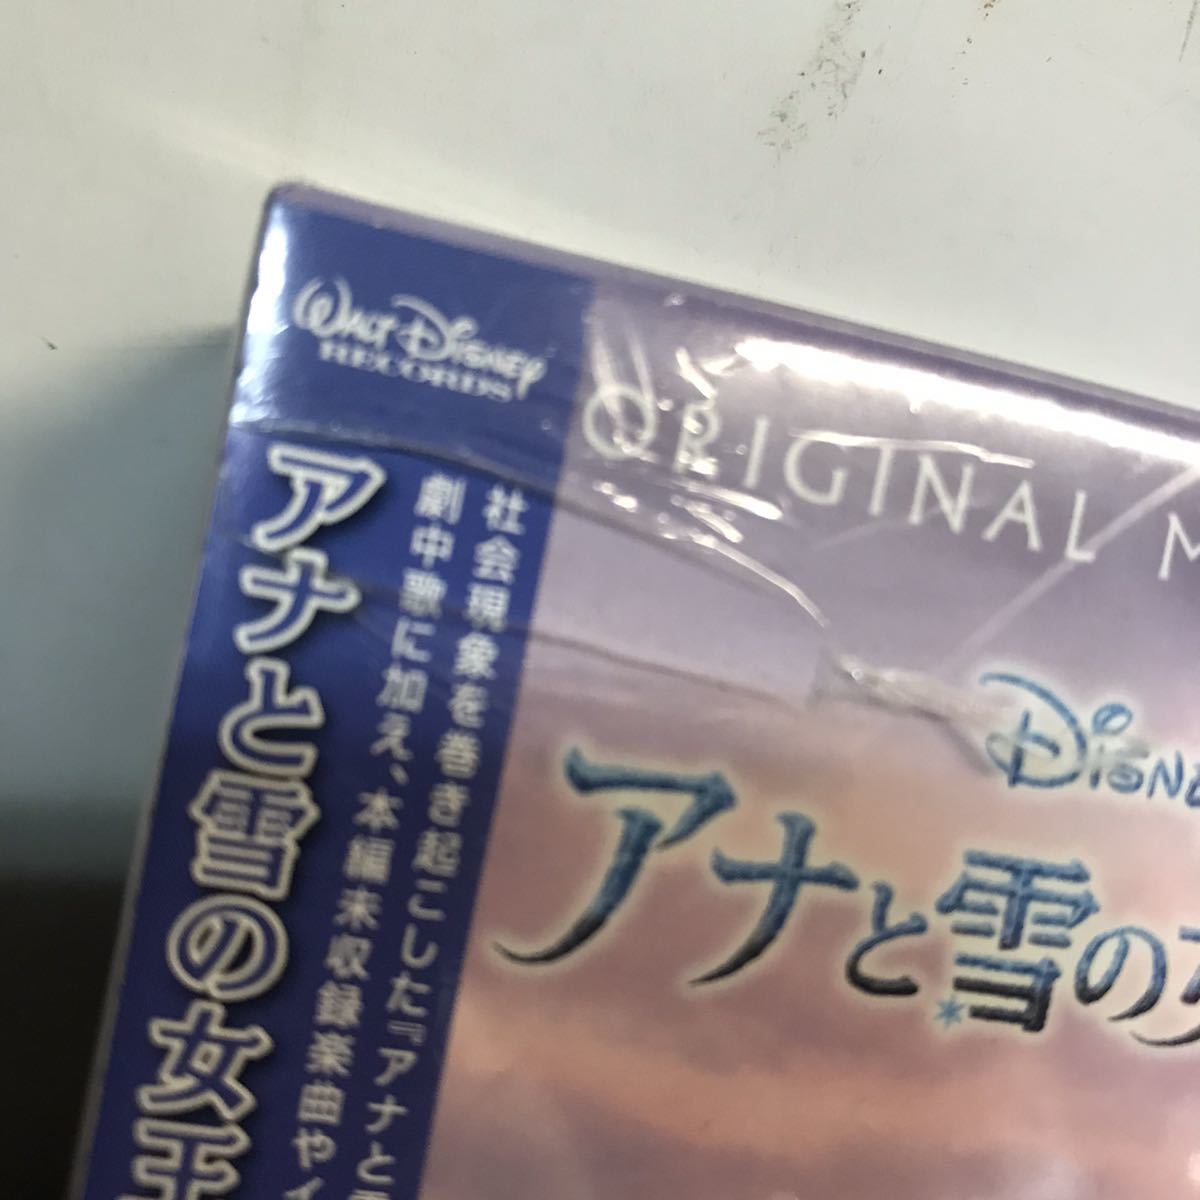 WALT DISNEY
RECORDS
ORIGINAL M
DISNE
アナと雪の
アナと雪の女王
社会現象を巻き起こした『アナと
劇中歌に加え、本編未収録楽曲やイ